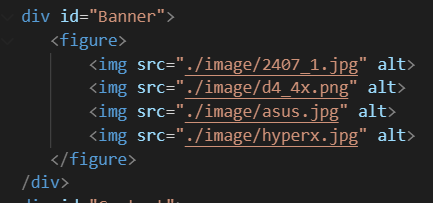 div id="Banner">
<figure>
<img src="./image/2407_1.jpg" alt>
<img src="./image/d4_4x.png" alt>
<img src="./image/asus.jpg" alt>
<img src="./image/hyperx.jpg" alt>
</figure>
/div>